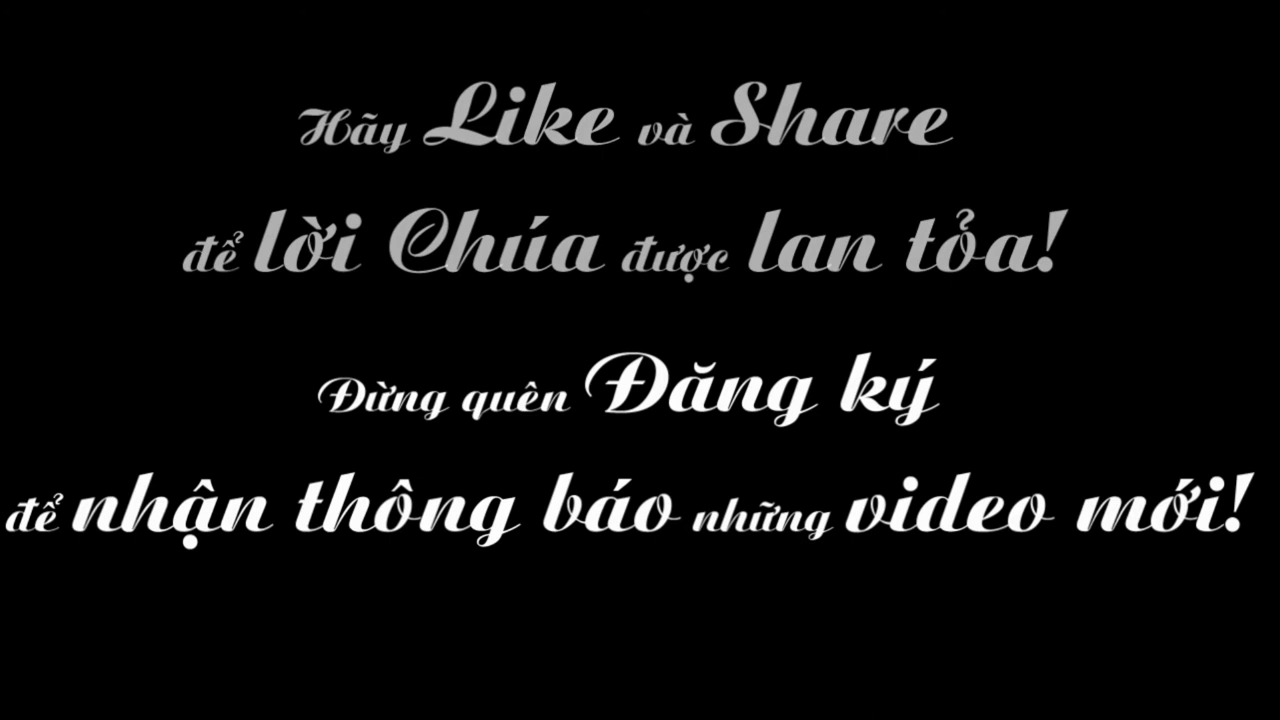 Hãy Like và Share
để lời Chúa được lan tỏa!
Đừng quên Đăng ký
để nhận thông báo những video mới!